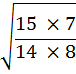 √(15 × 7
14 × 8)